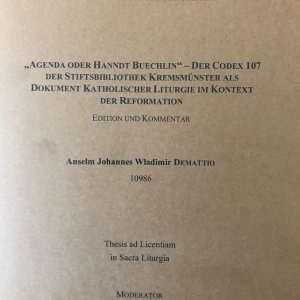 „AGENDA ODER HANNDT BUECHLIN“ – DER CODEX 107
DER STIFTSBIBLIOTHEK KREMSMÜNSTER ALS
DOKUMENT KATHOLISCHER LITURGIE IM KONTEXT
DER REFORMATION
EDITION UND KOMMENTAR
Anselm Johannes Wladimir DEMATTIO
10986
Thesis ad Licentiam
in Sacra Liturgia
MODERATOR